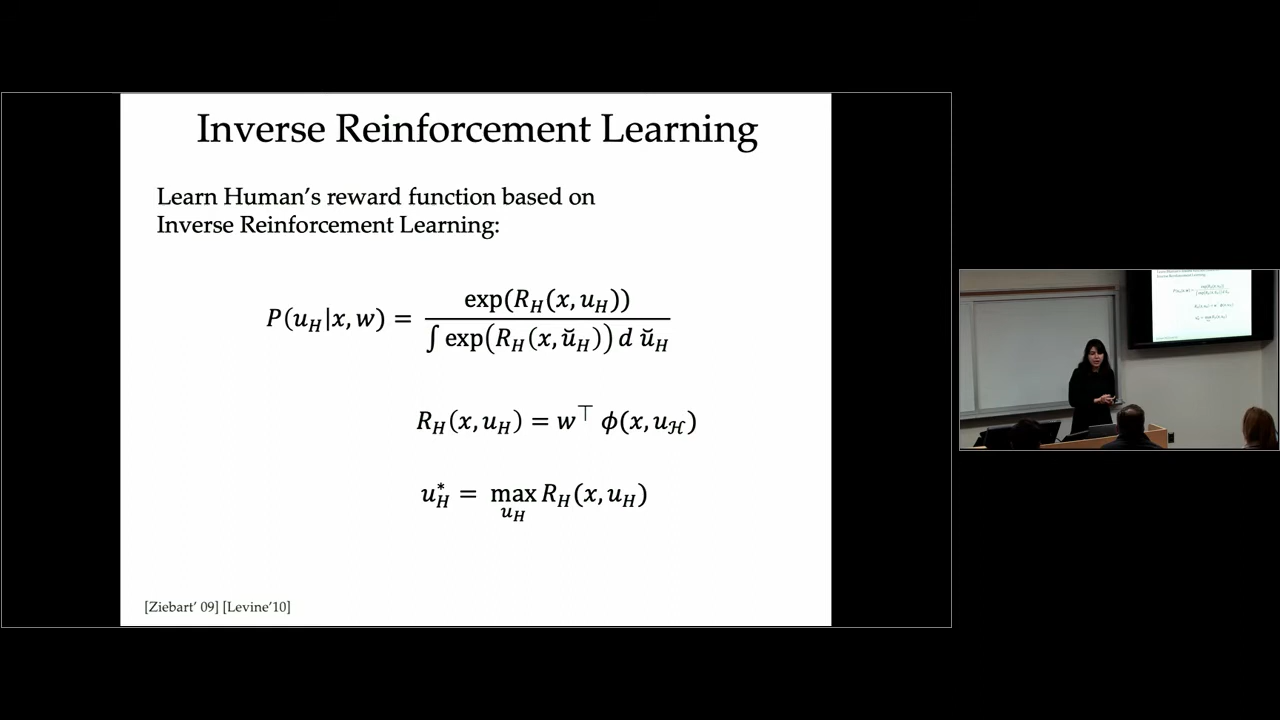 Inverse Reinforcement Learning
Learn Human's reward function based on
Inverse Reinforcement Learning:
P(u_H|x, w) = exp(R_H(x, u_H)) / ∫ exp(R_H(x, ŭ_H)) d ŭ_H
R_H(x, u_H) = w^⊤ ϕ(x, u_ℋ)
u_H^* = max_{u_H} R_H(x, u_H)
[Ziebart' 09] [Levine'10]